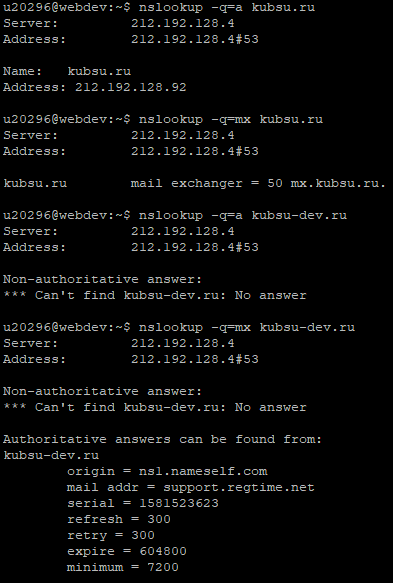 u20296@webdev:~$ nslookup -q=a kubsu.ru
Server: 212.192.128.4
Address: 212.192.128.4#53
Name: kubsu.ru
Address: 212.192.128.92
u20296@webdev:~$ nslookup -q=mx kubsu.ru
Server: 212.192.128.4
Address: 212.192.128.4#53
kubsu.ru mail exchanger = 50 mx.kubsu.ru.
u20296@webdev:~$ nslookup -q=a kubsu-dev.ru
Server: 212.192.128.4
Address: 212.192.128.4#53
Non-authoritative answer:
*** Can't find kubsu-dev.ru: No answer
u20296@webdev:~$ nslookup -q=mx kubsu-dev.ru
Server: 212.192.128.4
Address: 212.192.128.4#53
Non-authoritative answer:
*** Can't find kubsu-dev.ru: No answer
Authoritative answers can be found from:
kubsu-dev.ru
origin = ns1.nameself.com
mail addr = support.regtime.net
serial = 1581523623
refresh = 300
retry = 300
expire = 604800
minimum = 7200